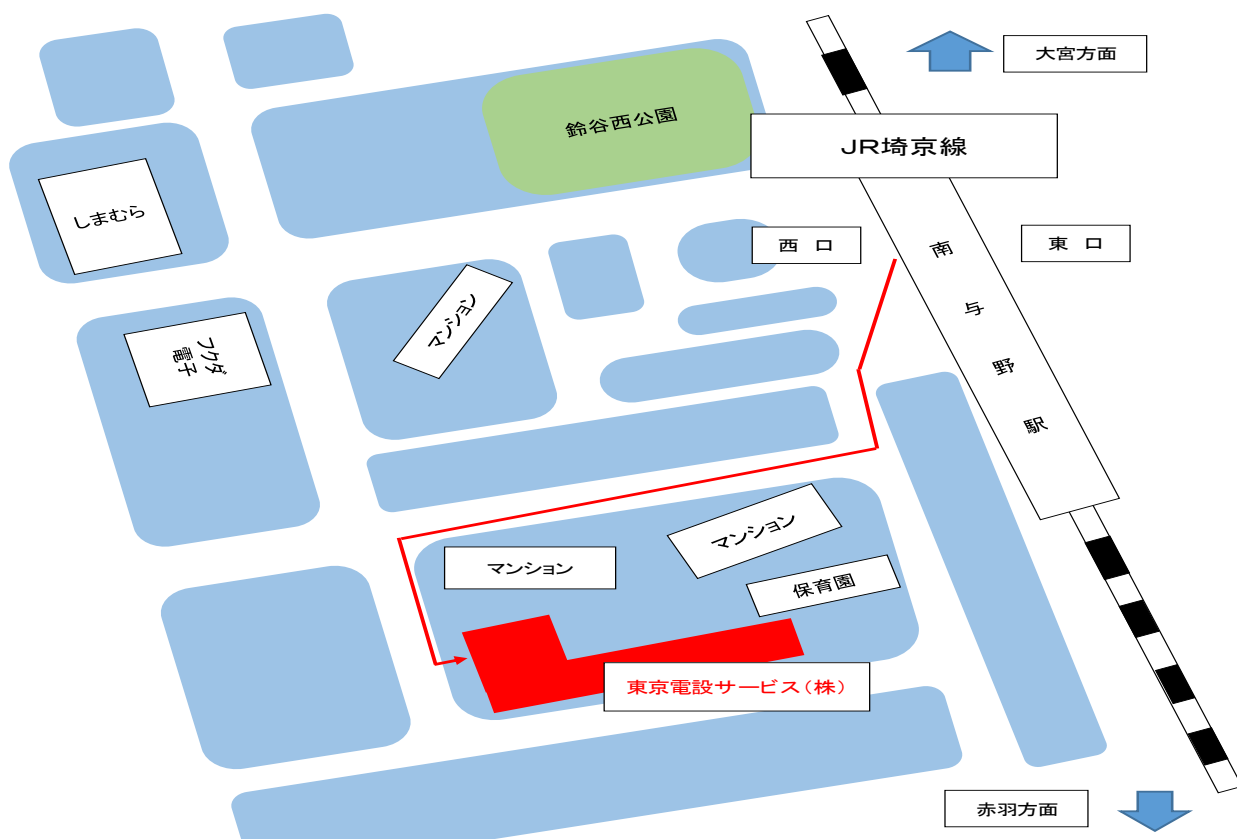 大宮方面
鈴谷西公園
JR埼京線
しまむら
西 口
南与野駅
東 口
マンション
フクダ
電子
マンション
マンション
保育園
東京電設サービス（株）
赤羽方面